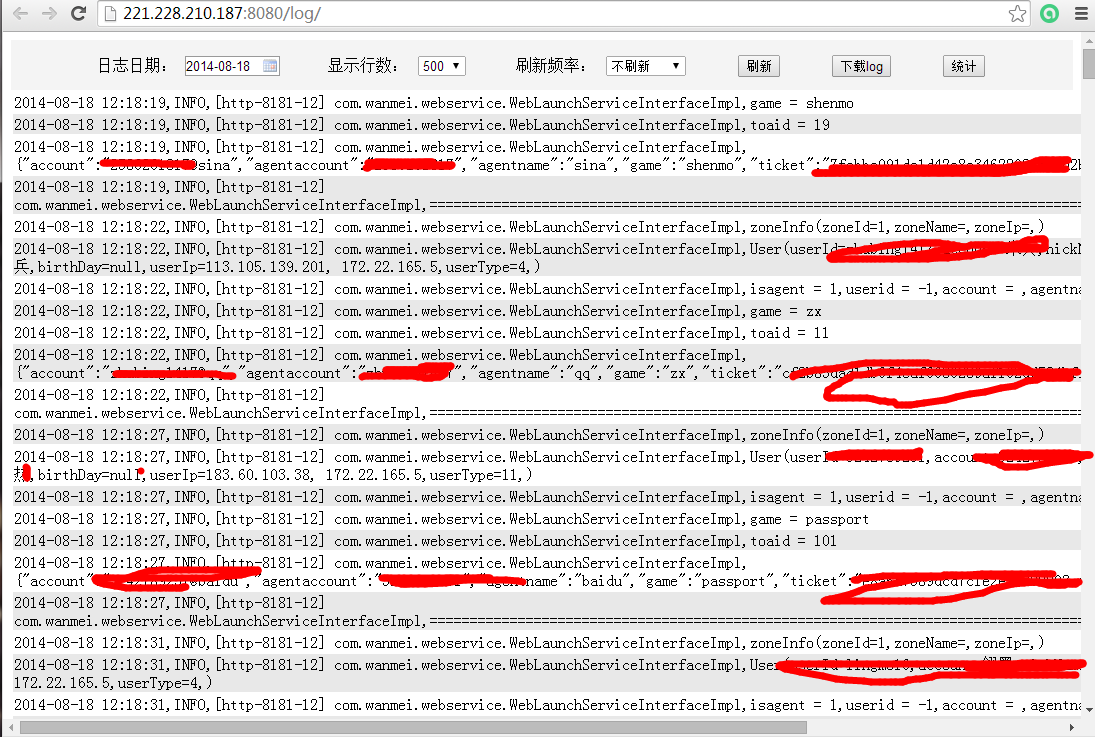 221.228.210.187:8080/log/
日志日期： 2014-08-18 显示行数： 500 刷新频率： 不刷新 刷新 下载log 统计
2014-08-18 12:18:19,INFO,[http-8181-12] com.wanmei.webservice.WebLaunchServiceInterfaceImpl,game = shenmo
2014-08-18 12:18:19,INFO,[http-8181-12] com.wanmei.webservice.WebLaunchServiceInterfaceImpl,toaid = 19
2014-08-18 12:18:19,INFO,[http-8181-12] com.wanmei.webservice.WebLaunchServiceInterfaceImpl,
{"account":" sina","agentaccount":" ","agentname":"sina","game":"shenmo","ticket":"
2014-08-18 12:18:19,INFO,[http-8181-12]
com.wanmei.webservice.WebLaunchServiceInterfaceImpl,==========
2014-08-18 12:18:22,INFO,[http-8181-12] com.wanmei.webservice.WebLaunchServiceInterfaceImpl,zoneInfo(zoneId=1,zoneName=,zoneIp=,)
2014-08-18 12:18:22,INFO,[http-8181-12] com.wanmei.webservice.WebLaunchServiceInterfaceImpl,User(userId=
兵,birthDay=null,userIp=113.105.139.201, 172.22.165.5,userType=4,)
2014-08-18 12:18:22,INFO,[http-8181-12] com.wanmei.webservice.WebLaunchServiceInterfaceImpl,isagent = 1,userid = -1,account = ,agentna
2014-08-18 12:18:22,INFO,[http-8181-12] com.wanmei.webservice.WebLaunchServiceInterfaceImpl,game = zx
2014-08-18 12:18:22,INFO,[http-8181-12] com.wanmei.webservice.WebLaunchServiceInterfaceImpl,toaid = 11
2014-08-18 12:18:22,INFO,[http-8181-12] com.wanmei.webservice.WebLaunchServiceInterfaceImpl,
{"account":" ","agentaccount":" ","agentname":"qq","game":"zx","ticket":"
2014-08-18 12:18:22,INFO,[http-8181-12]
com.wanmei.webservice.WebLaunchServiceInterfaceImpl,==========
2014-08-18 12:18:27,INFO,[http-8181-12] com.wanmei.webservice.WebLaunchServiceInterfaceImpl,zoneInfo(zoneId=1,zoneName=,zoneIp=,)
2014-08-18 12:18:27,INFO,[http-8181-12] com.wanmei.webservice.WebLaunchServiceInterfaceImpl,User(userId ,accou
,birthDay=null,userIp=183.60.103.38, 172.22.165.5,userType=11,)
2014-08-18 12:18:27,INFO,[http-8181-12] com.wanmei.webservice.WebLaunchServiceInterfaceImpl,isagent = 1,userid = -1,account = ,agentna
2014-08-18 12:18:27,INFO,[http-8181-12] com.wanmei.webservice.WebLaunchServiceInterfaceImpl,game = passport
2014-08-18 12:18:27,INFO,[http-8181-12] com.wanmei.webservice.WebLaunchServiceInterfaceImpl,toaid = 101
2014-08-18 12:18:27,INFO,[http-8181-12] com.wanmei.webservice.WebLaunchServiceInterfaceImpl,
{"account" ,"agentaccount":" name":"baidu","game":"passport","ticket":"
2014-08-18 12:18:27,INFO,[http-8181-12]
com.wanmei.webservice.WebLaunchServiceInterfaceImpl,==========
2014-08-18 12:18:31,INFO,[http-8181-12] com.wanmei.webservice.WebLaunchServiceInterfaceImpl,zoneInfo(zoneId=1,zoneName=,zoneIp=,)
2014-08-18 12:18:31,INFO,[http-8181-12] com.wanmei.webservice.WebLaunchServiceInterfaceImpl,User
172.22.165.5,userType=4,)
2014-08-18 12:18:31,INFO,[http-8181-12] com.wanmei.webservice.WebLaunchServiceInterfaceImpl,isagent = 1,userid = -1,account = ,agentna